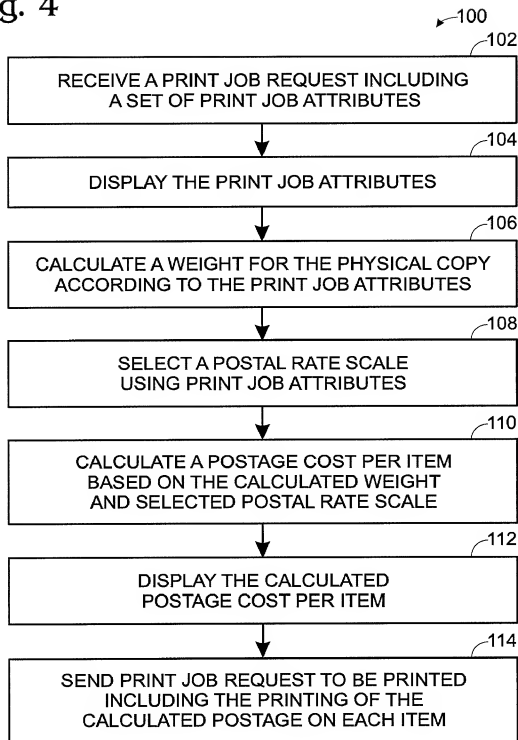 g. 4
100
102
RECEIVE A PRINT JOB REQUEST INCLUDING
A SET OF PRINT JOB ATTRIBUTES
104
DISPLAY THE PRINT JOB ATTRIBUTES
106
CALCULATE A WEIGHT FOR THE PHYSICAL COPY
ACCORDING TO THE PRINT JOB ATTRIBUTES
108
SELECT A POSTAL RATE SCALE
USING PRINT JOB ATTRIBUTES
110
CALCULATE A POSTAGE COST PER ITEM
BASED ON THE CALCULATED WEIGHT
AND SELECTED POSTAL RATE SCALE
112
DISPLAY THE CALCULATED
POSTAGE COST PER ITEM
114
SEND PRINT JOB REQUEST TO BE PRINTED
INCLUDING THE PRINTING OF THE
CALCULATED POSTAGE ON EACH ITEM